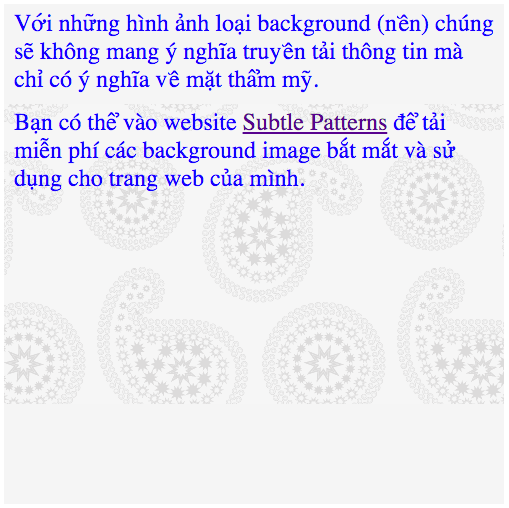 Với những hình ảnh loại background (nền) chúng
sẽ không mang ý nghĩa truyền tải thông tin mà
chỉ có ý nghĩa về mặt thẩm mỹ.
Bạn có thể vào website Subtle Patterns để tải
miễn phí các background image bắt mắt và sử
dụng cho trang web của mình.